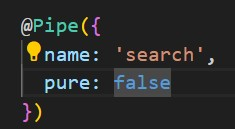 @Pipe({
name: 'search',
pure: false
})